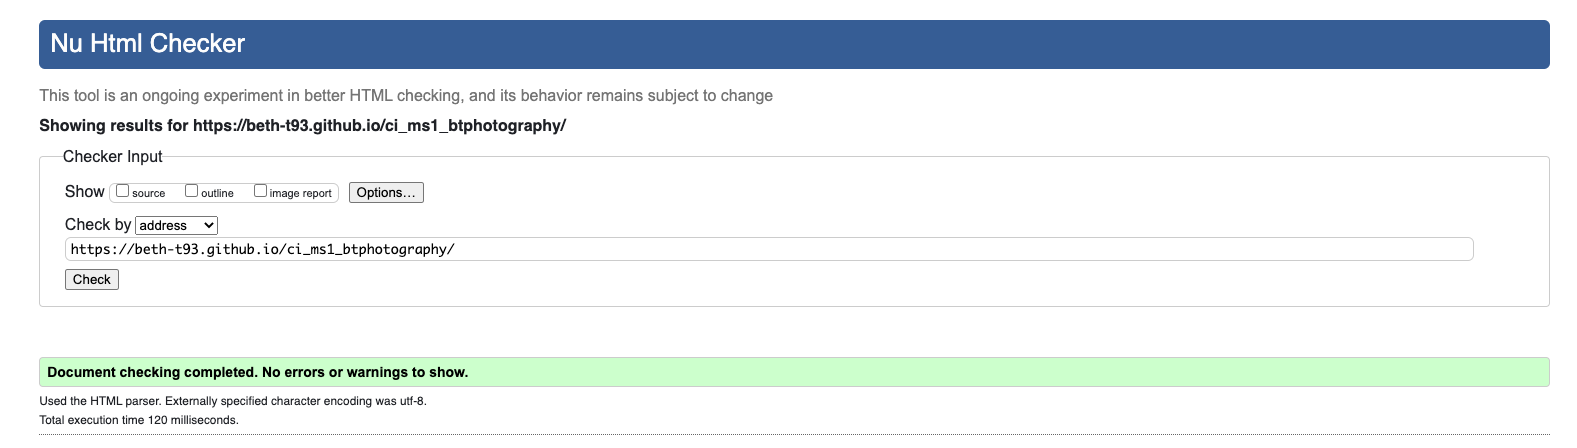 Nu Html Checker
This tool is an ongoing experiment in better HTML checking, and its behavior remains subject to change
Showing results for https://beth-t93.github.io/ci_ms1_btphotography/
Checker Input
Show source outline image report Options...
Check by address
https://beth-t93.github.io/ci_ms1_btphotography/
Check
Document checking completed. No errors or warnings to show.
Used the HTML parser. Externally specified character encoding was utf-8.
Total execution time 120 milliseconds.